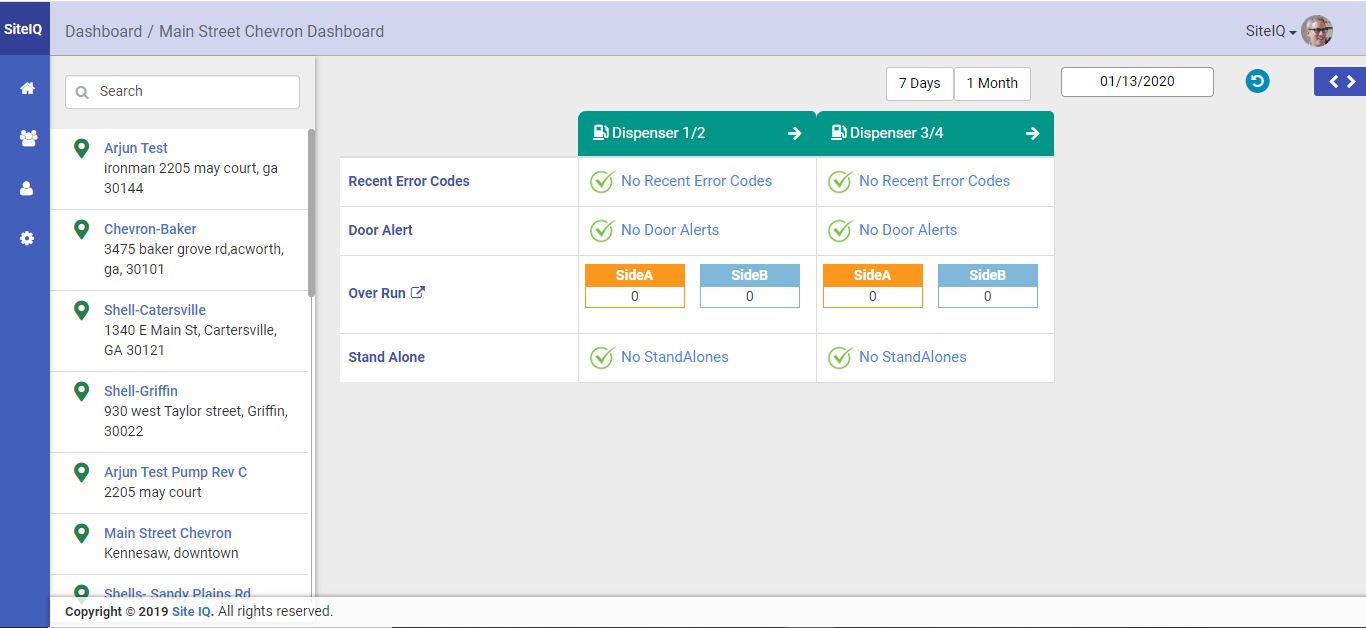 SiteIQ
Dashboard / Main Street Chevron Dashboard
SiteIQ
Search
7 Days
1 Month
01/13/2020
Arjun Test
ironman 2205 may court, ga
30144
Chevron-Baker
3475 baker grove rd,acworth,
ga, 30101
Shell-Catersville
1340 E Main St, Cartersville,
GA 30121
Shell-Griffin
930 west Taylor street, Griffin,
30022
Arjun Test Pump Rev C
2205 may court
Main Street Chevron
Kennesaw, downtown
Shells- Sandy Plains Rd
Dispenser 1/2
Dispenser 3/4
Recent Error Codes
No Recent Error Codes
No Recent Error Codes
Door Alert
No Door Alerts
No Door Alerts
Over Run
SideA
SideB
SideA
SideB
0
0
0
0
Stand Alone
No StandAlones
No StandAlones
Copyright © 2019 Site IQ. All rights reserved.